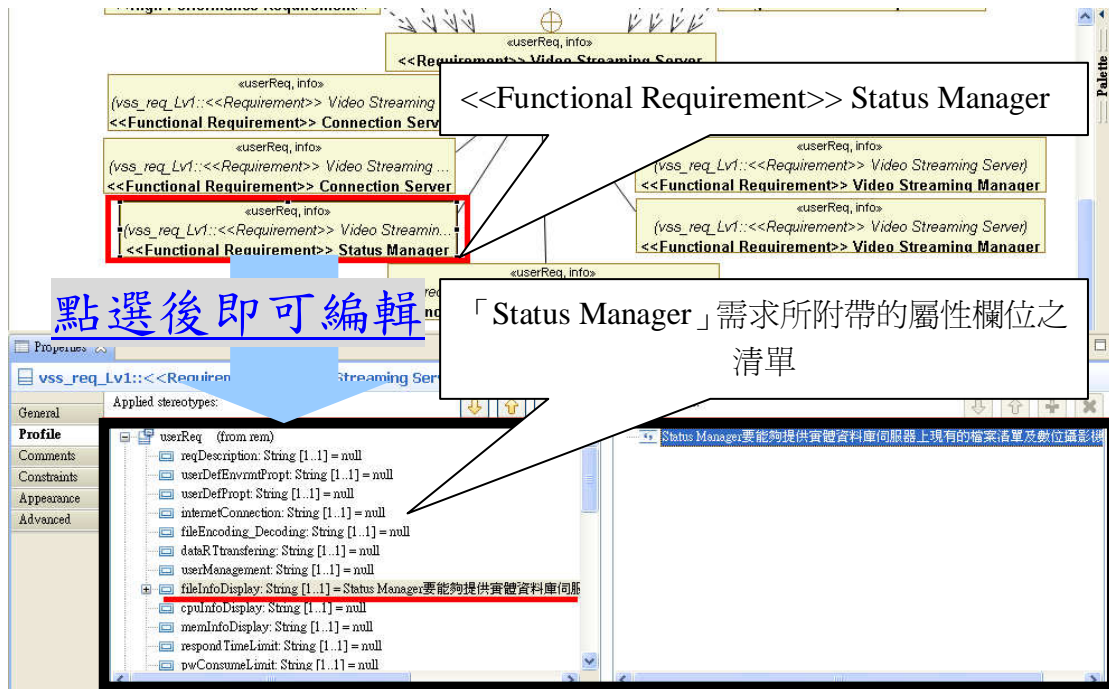 «userReq, info»
<<Requirement>> Video Streaming Server
Palette
«userReq, info»
(vss_req_Lv1::<<Requirement>> Video Streaming
<<Functional Requirement>> Connection Serv
<<Functional Requirement>> Status Manager
«userReq, info»
(vss_req_Lv1::<<Requirement>> Video Streaming ...
<<Functional Requirement>> Connection Server
«userReq, info»
(vss_req_Lv1::<<Requirement>> Video Streaming Server)
<<Functional Requirement>> Video Streaming Manager
«userReq, info»
(vss_req_Lv1::<<Requirement>> Video Streamin...
<<Functional Requirement>> Status Manager
«userReq, info»
(vss_req_Lv1::<<Requirement>> Video Streaming Server)
<<Functional Requirement>> Video Streaming Manager
«userReq, info»
點選後即可編輯
「Status Manager」需求所附帶的屬性欄位之
清單
Properties
vss_req_Lv1::<<Requirem
Streaming Ser
Applied stereotypes:
General
Profile
Comments
Constraints
Appearance
Advanced
userReq (from rem)
reqDescription: String [1..1] = null
userDefEnvrmtPropt: String [1..1] = null
userDefPropt: String [1..1] = null
internetConnection: String [1..1] = null
fileEncoding_Decoding: String [1..1] = null
dataRTtransfering: String [1..1] = null
userManagement: String [1..1] = null
fileInfoDisplay: String [1..1] = Status Manager要能夠提供實體資料庫伺服
cpuInfoDisplay: String [1..1] = null
memInfoDisplay: String [1..1] = null
respondTimeLimit: String [1..1] = null
pwConsumeLimit: String [1..1] = null
Status Manager要能夠提供實體資料庫伺服器上現有的檔案清單及數位攝影機